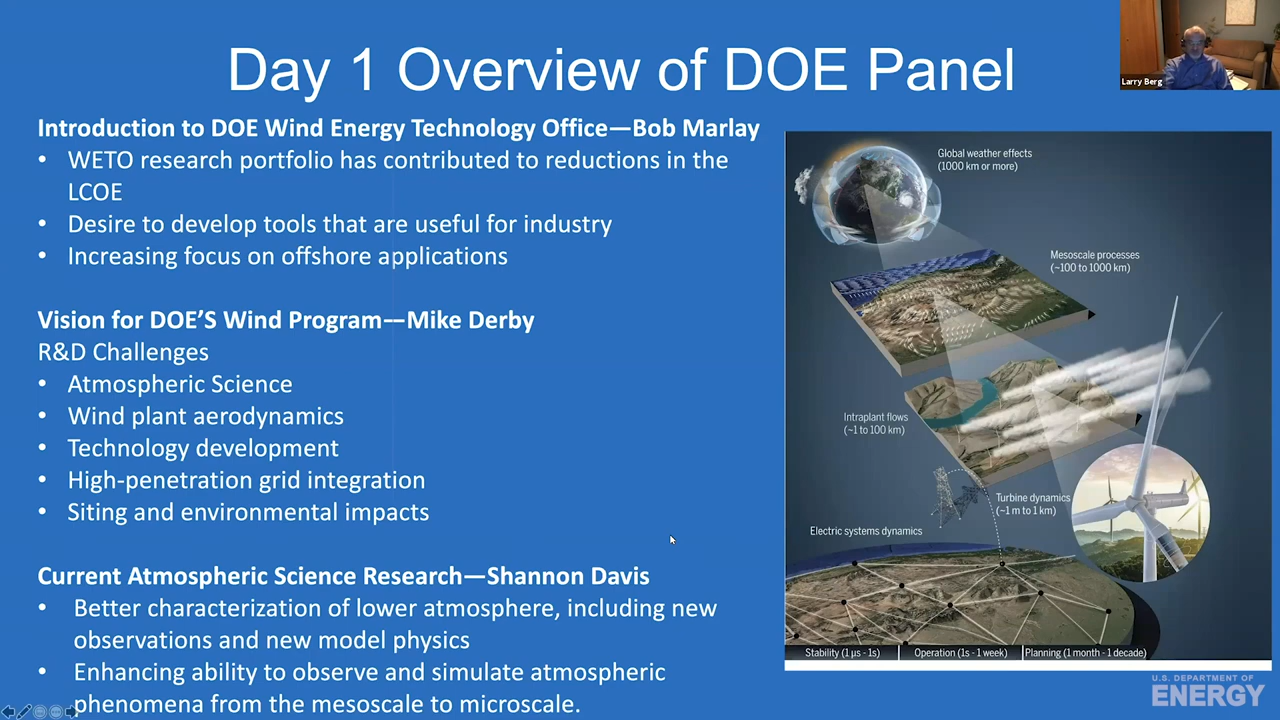 Day 1 Overview of DOE Panel
Larry Berg
Introduction to DOE Wind Energy Technology Office—Bob Marlay
• WETO research portfolio has contributed to reductions in the
LCOE
• Desire to develop tools that are useful for industry
• Increasing focus on offshore applications
Vision for DOE'S Wind Program-–Mike Derby
R&D Challenges
• Atmospheric Science
• Wind plant aerodynamics
• Technology development
• High-penetration grid integration
• Siting and environmental impacts
Current Atmospheric Science Research—Shannon Davis
• Better characterization of lower atmosphere, including new
observations and new model physics
• Enhancing ability to observe and simulate atmospheric
phenomena from the mesoscale to microscale.
Global weather effects
(1000 km or more)
Mesoscale processes
(~100 to 1000 km)
Intraplant flows
(~1 to 100 km)
Turbine dynamics
(~1 m to 1 km)
Electric systems dynamics
Stability (1 µs - 1s)
Operation (1s - 1 week)
Planning (1 month - 1 decade)
U.S. DEPARTMENT OF
ENERGY